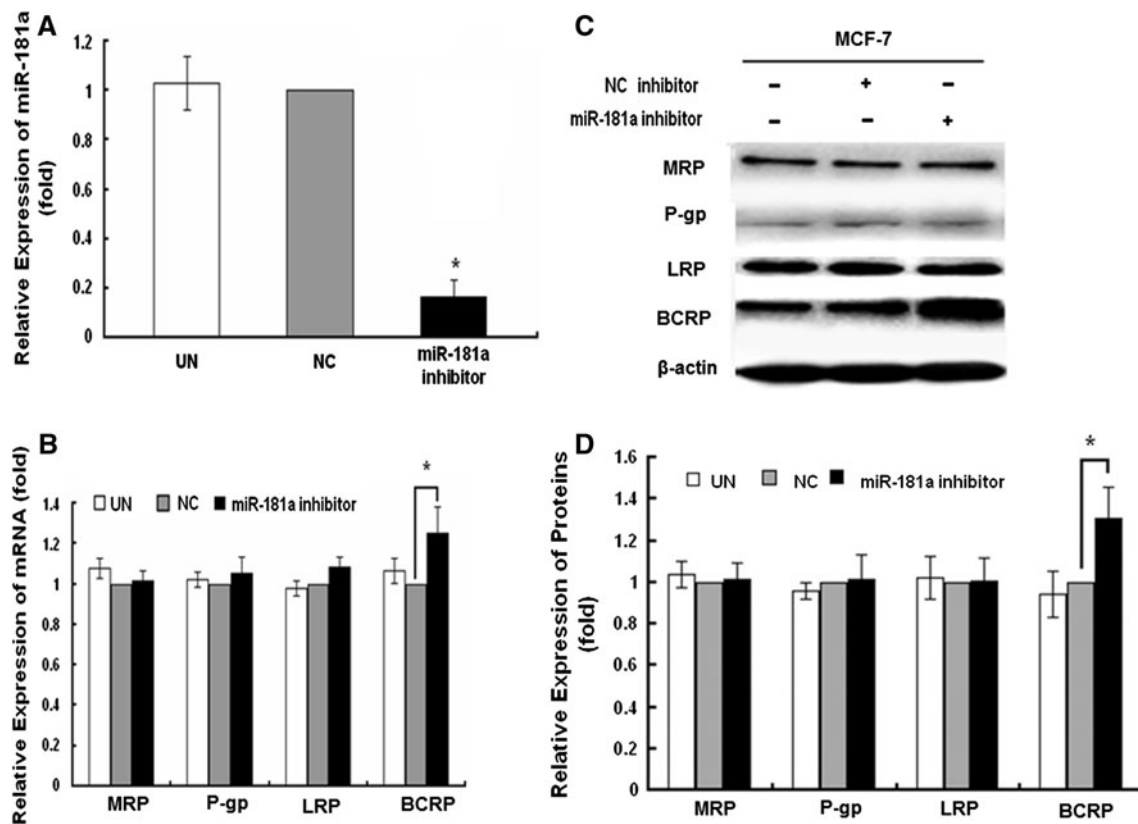 A
Relative Expression of miR-181a
(fold)
1.2
1
0.8
0.6
0.4
0.2
0
*
UN
NC
miR-181a
inhibitor
C
MCF-7
NC inhibitor
- + -
miR-181a inhibitor
- - +
MRP
P-gp
LRP
BCRP
β-actin
B
Relative Expression of mRNA (fold)
1.4
1.2
1
0.8
0.6
0.4
0.2
0
UN
NC
miR-181a inhibitor
*
MRP
P-gp
LRP
BCRP
D
Relative Expression of Proteins
(fold)
1.6
1.4
1.2
1
0.8
0.6
0.4
0.2
0
UN
NC
miR-181a inhibitor
*
MRP
P-gp
LRP
BCRP